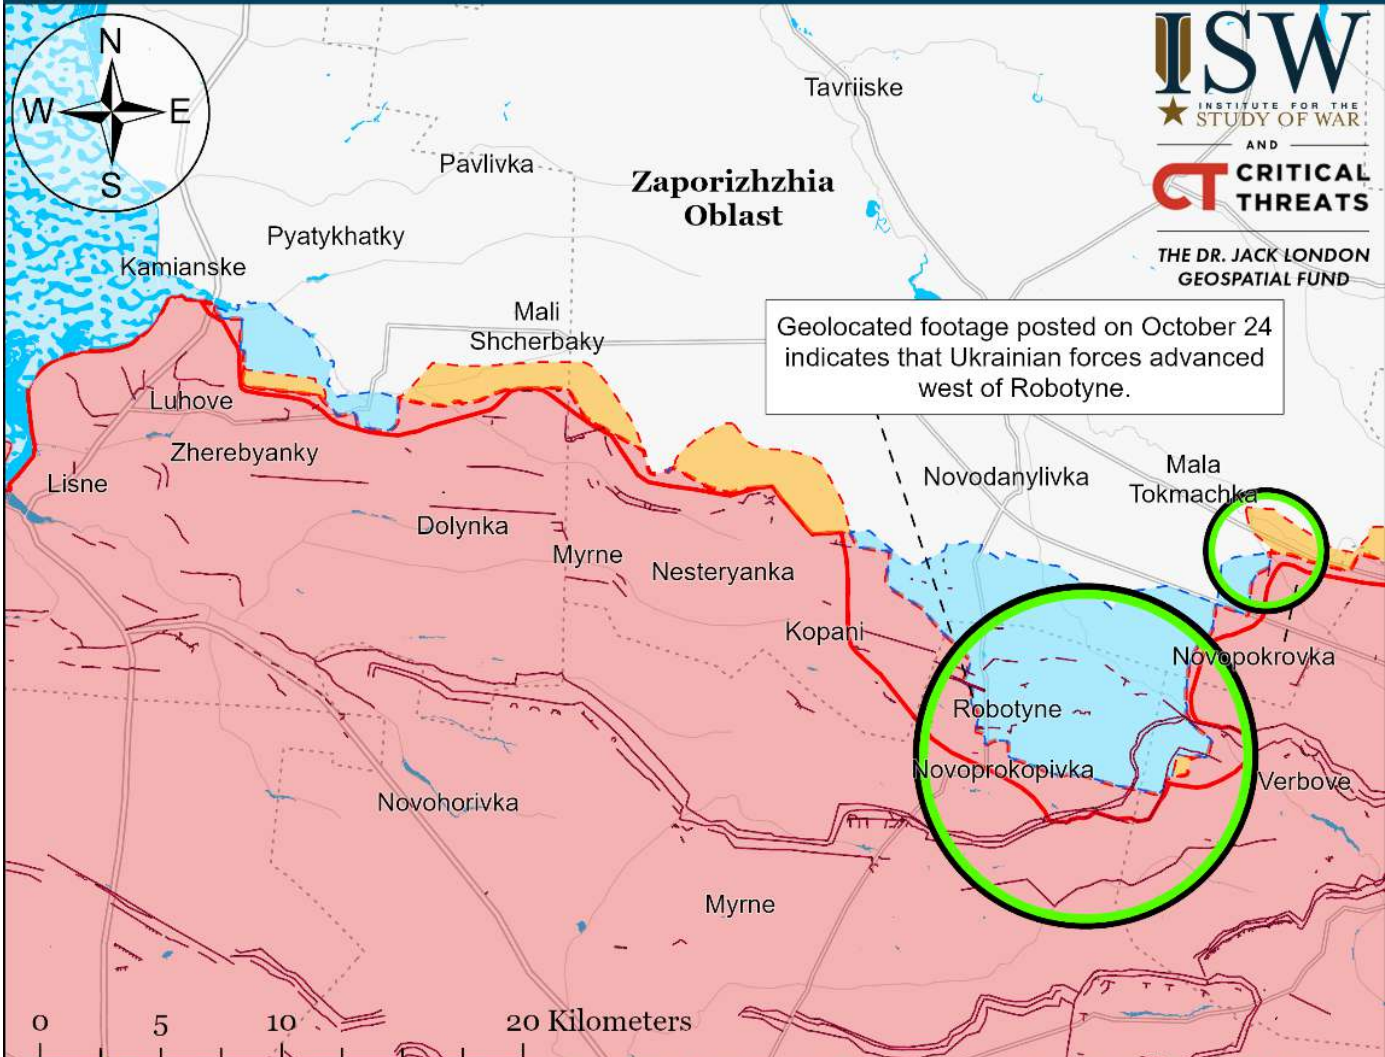 N
W
E
S
ISW
INSTITUTE FOR THE
STUDY OF WAR
AND
CT CRITICAL
THREATS
THE DR. JACK LONDON
GEOSPATIAL FUND
Tavriiske
Pavlivka
Zaporizhzhia
Oblast
Pyatykhatky
Kamianske
Mali
Shcherbaky
Geolocated footage posted on October 24
indicates that Ukrainian forces advanced
west of Robotyne.
Luhove
Zherebyanky
Lisne
Novodanylivka
Mala
Tokmachka
Dolynka
Myrne
Nesteryanka
Kopani
Novopokrovka
Robotyne
Novoprokopivka
Verbove
Novohorivka
Myrne
0 5 10 20 Kilometers